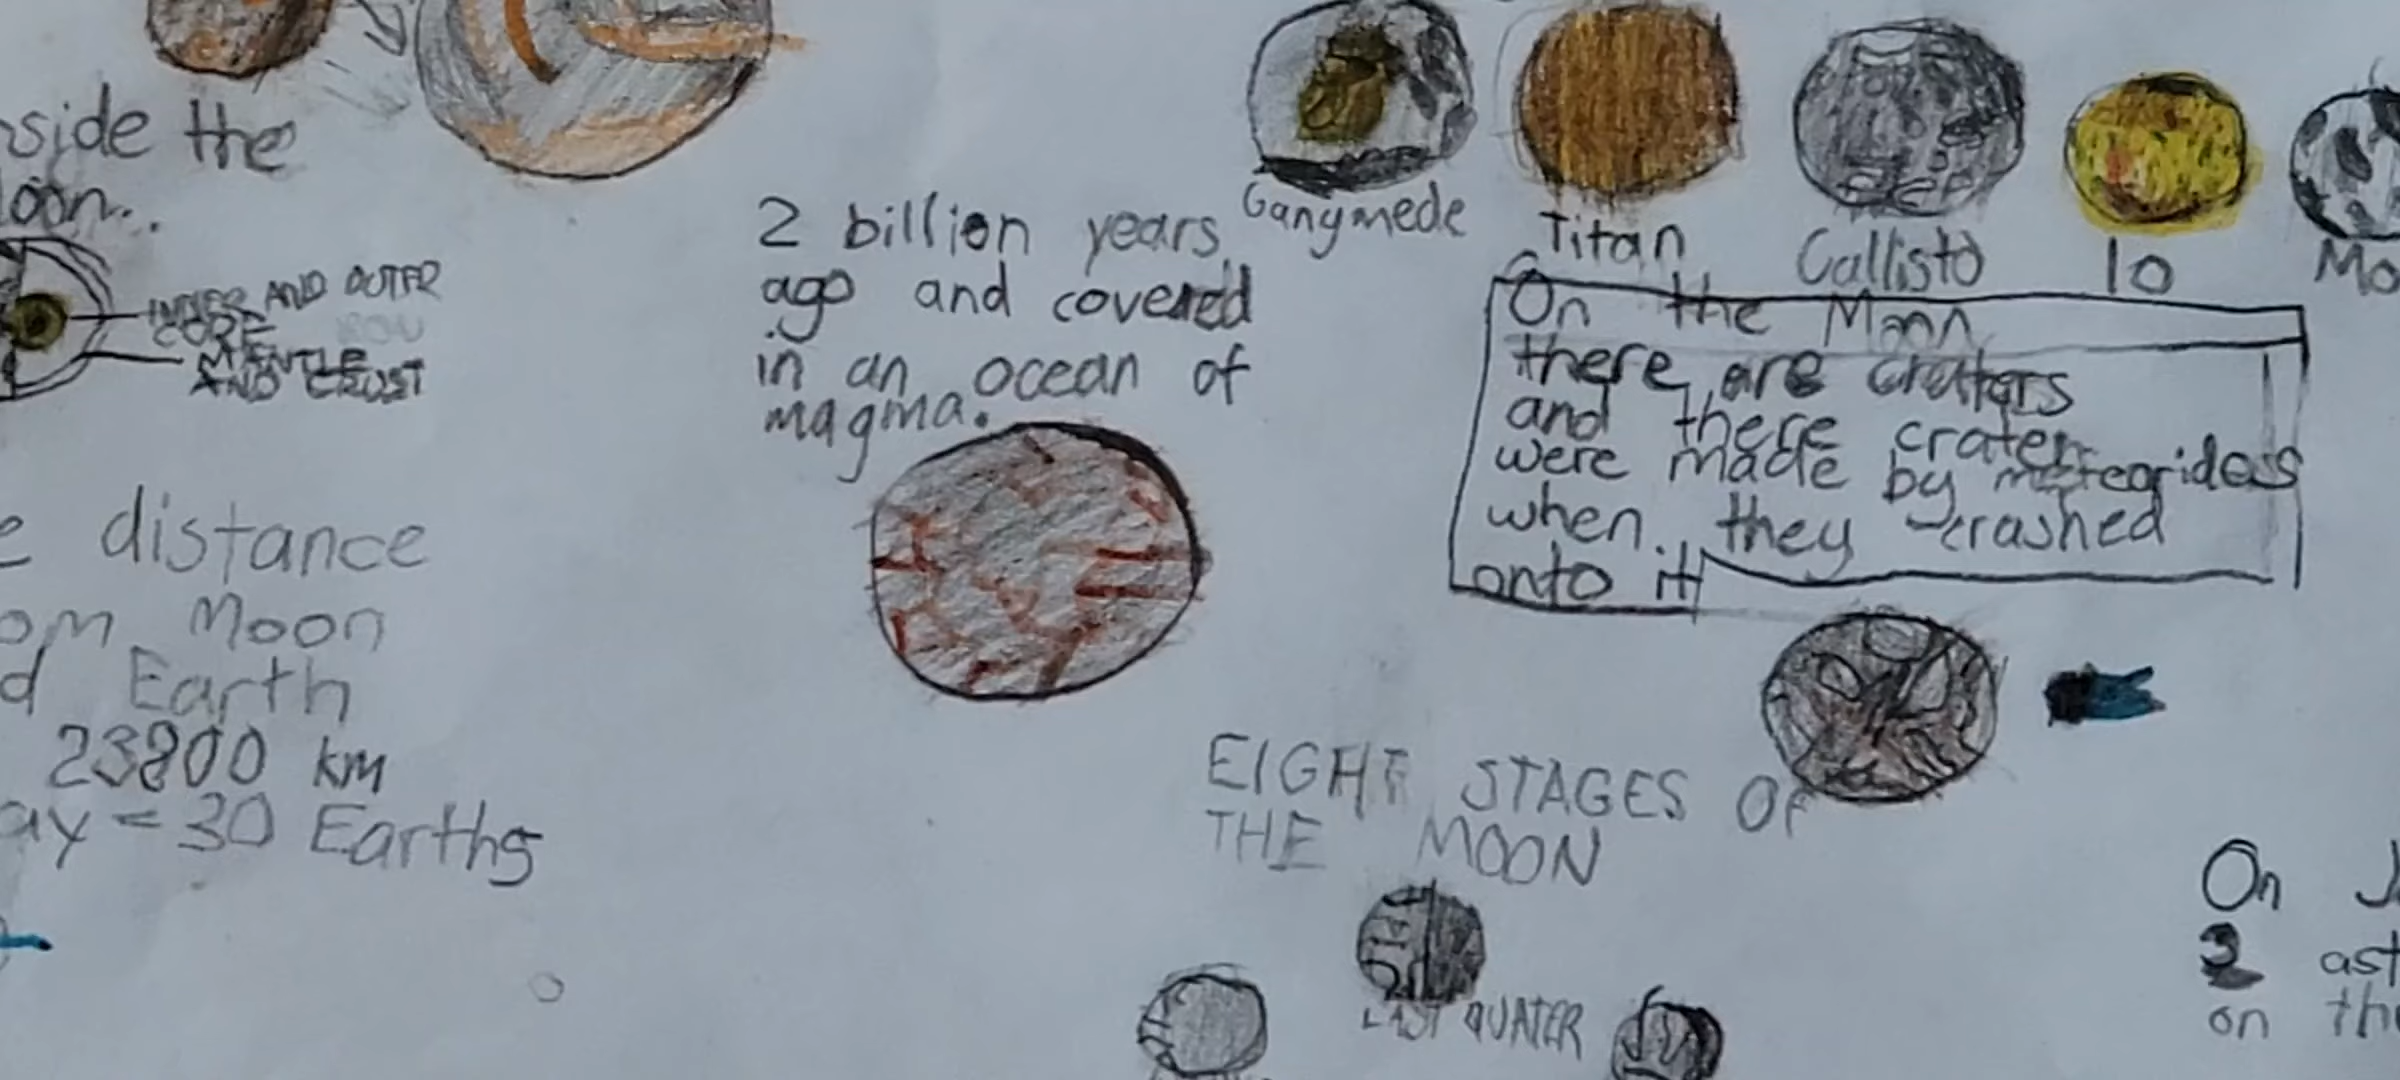 side the
oon...
INNER AND OUTER
CORE
MENTLE
AND CRUST
e distance
om Moon
d Earth
23800 km
ay = 30 Earths
2 billion years
ago and covered
in an ocean of
magma.
Ganymede
Titan
Callisto
Io
Mo
On the Moon
there are craters
and there crater
were made by meteorideas
when they crashed
onto it
EIGHT STAGES OF
THE MOON
LAST QUATER
On J
2 ast
on th